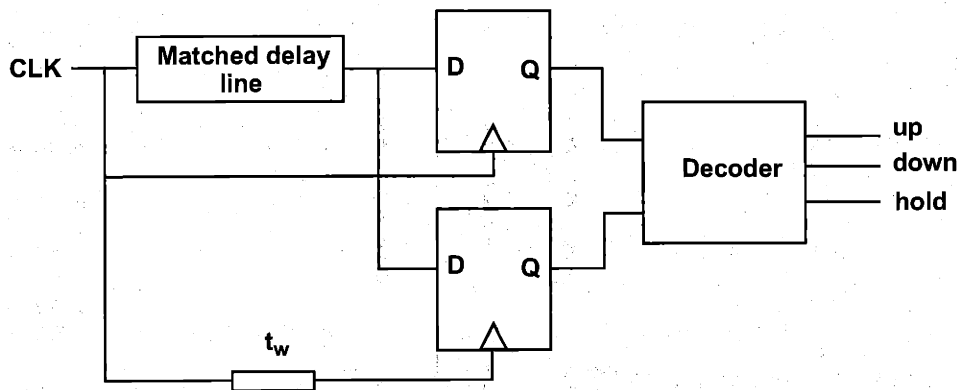 CLK
Matched delay
line
D
Q
D
Q
tw
Decoder
up
down
hold